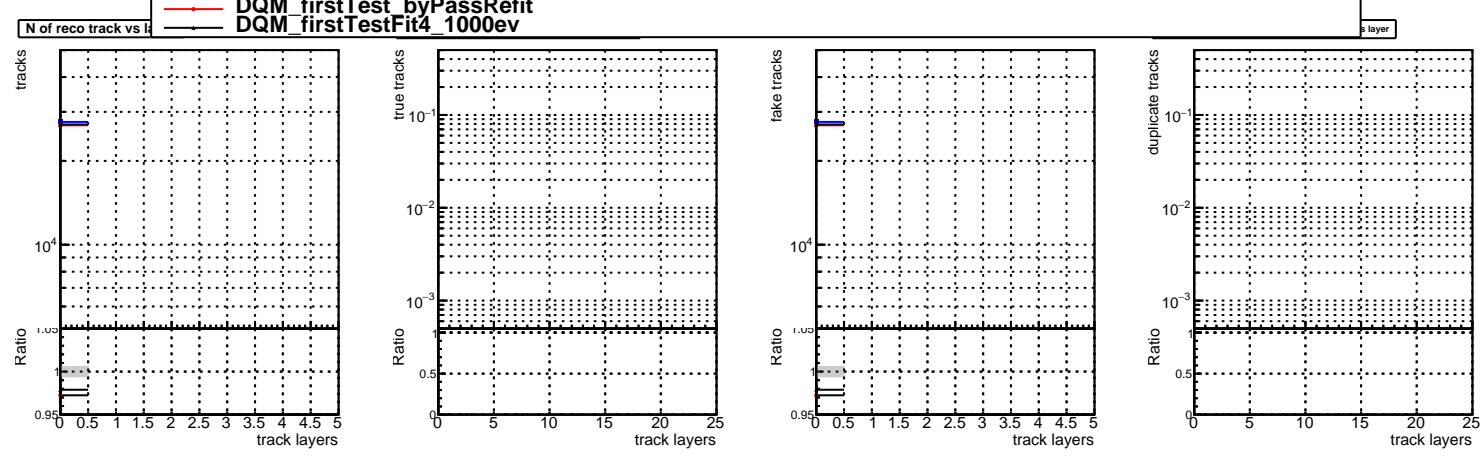 DQM_firstTest_byPassRefit
DQM_firstTestFit4_1000ev
N of reco track vs la
s layer
tracks
10⁴
Ratio
1.05
1
0.95
0 0.5 1 1.5 2 2.5 3 3.5 4 4.5 5
track layers
true tracks
10⁻¹
10⁻²
10⁻³
Ratio
1
0.5
0
0 5 10 15 20 25
track layers
fake tracks
10⁴
Ratio
1.05
1
0.95
0 0.5 1 1.5 2 2.5 3 3.5 4 4.5 5
track layers
duplicate tracks
10⁻¹
10⁻²
10⁻³
Ratio
1
0.5
0
0 5 10 15 20 25
track layers